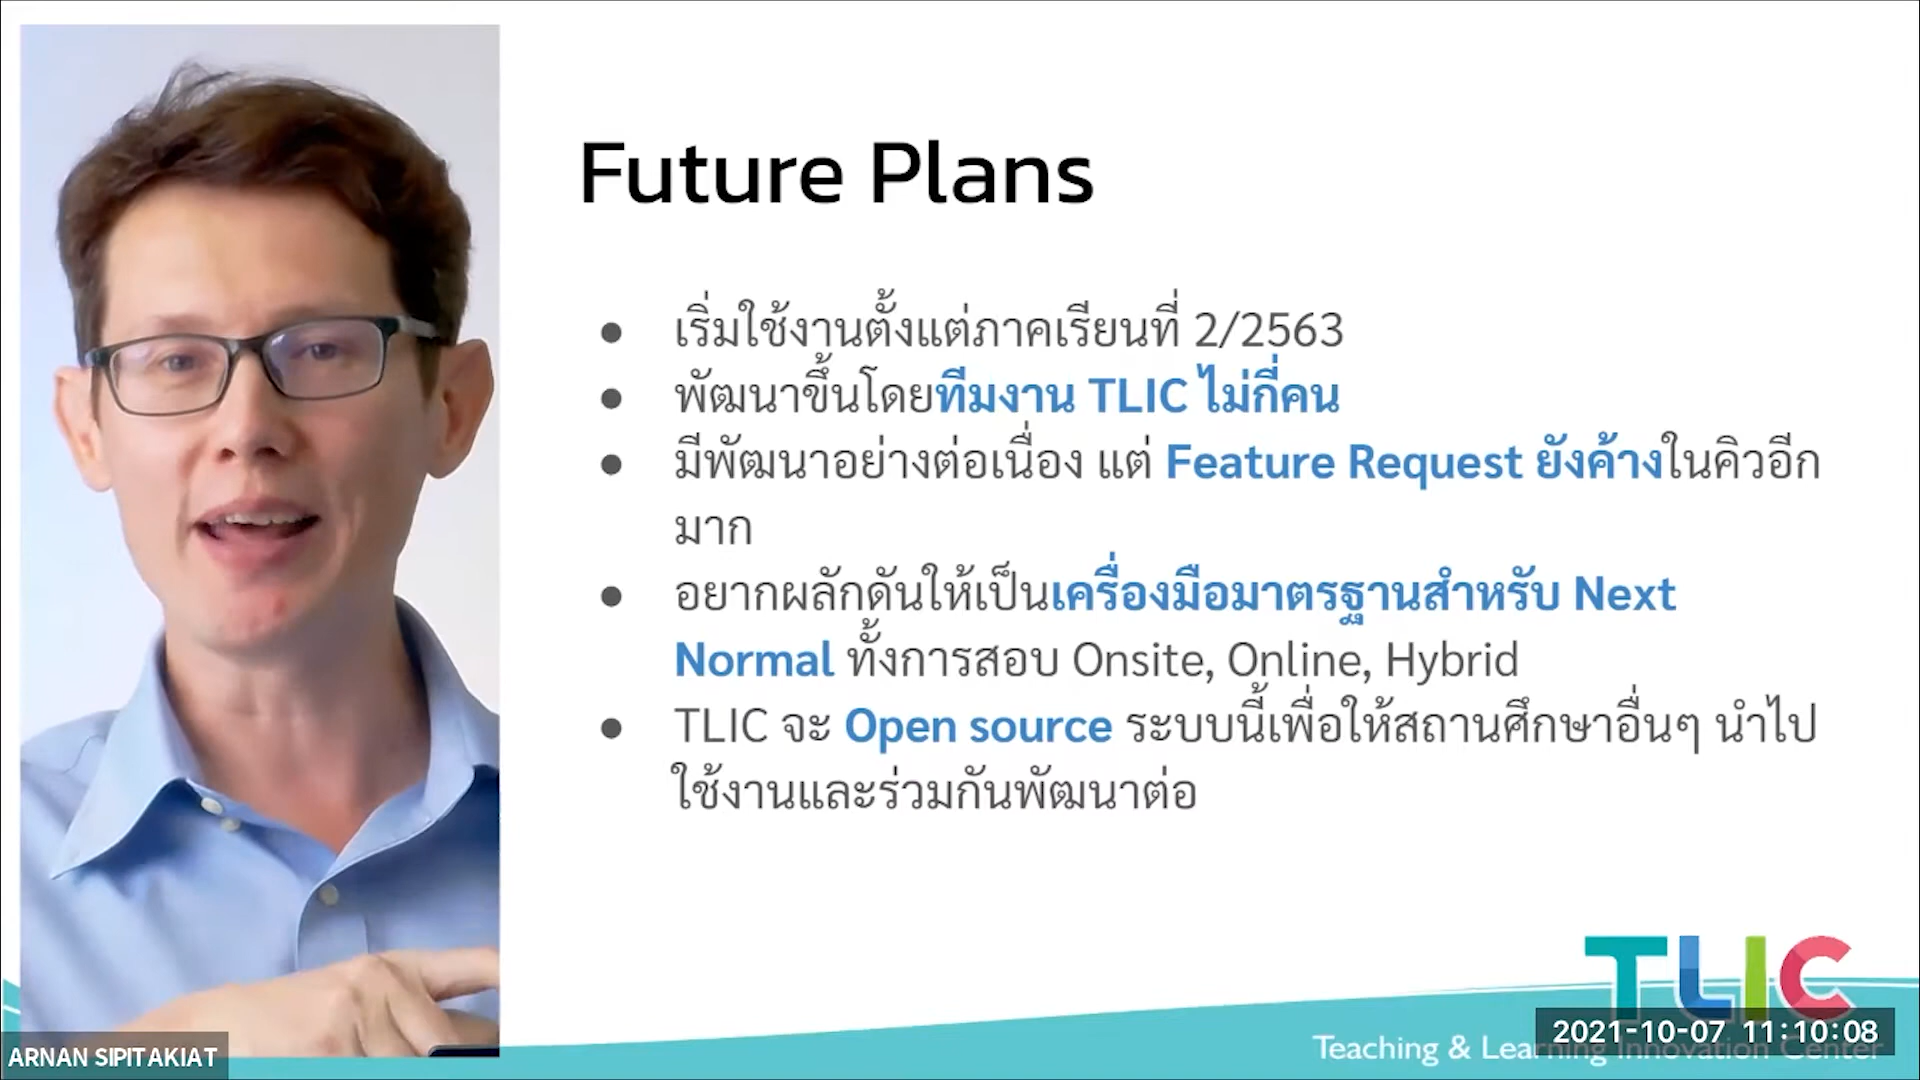 Future Plans
● เริ่มใช้งานตั้งแต่ภาคเรียนที่ 2/2563
● พัฒนาขึ้นโดยทีมงาน TLIC ไม่กี่คน
● มีพัฒนาอย่างต่อเนื่อง แต่ Feature Request ยังค้างในคิวอีก
มาก
● อยากผลักดันให้เป็นเครื่องมือมาตรฐานสำหรับ Next
Normal ทั้งการสอบ Onsite, Online, Hybrid
● TLIC จะ Open source ระบบนี้เพื่อให้สถานศึกษาอื่นๆ นำไป
ใช้งานและร่วมกันพัฒนาต่อ
TLIC
2021-10-07 11:10:08
Teaching & Learning Innovation Center
ARNAN SIPITAKIAT